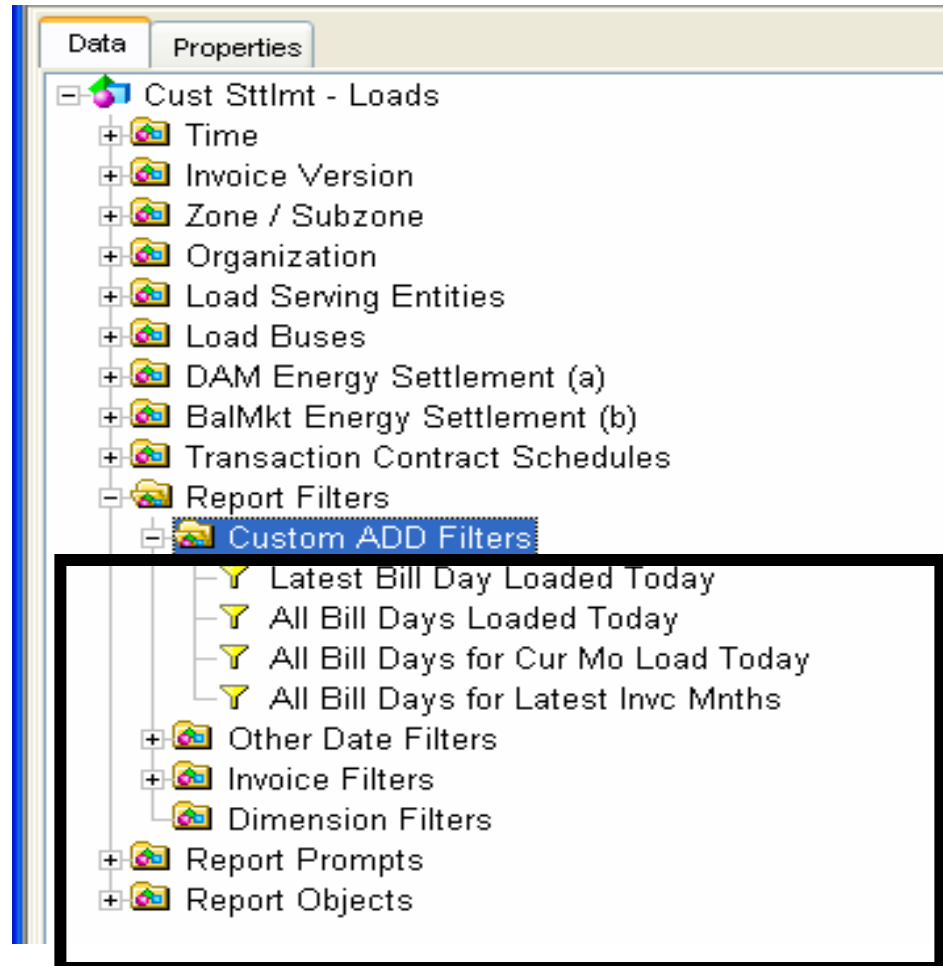 Data Properties
Cust Sttlmt - Loads
Time
Invoice Version
Zone / Subzone
Organization
Load Serving Entities
Load Buses
DAM Energy Settlement (a)
BalMkt Energy Settlement (b)
Transaction Contract Schedules
Report Filters
Custom ADD Filters
Latest Bill Day Loaded Today
All Bill Days Loaded Today
All Bill Days for Cur Mo Load Today
All Bill Days for Latest Invc Mnths
Other Date Filters
Invoice Filters
Dimension Filters
Report Prompts
Report Objects